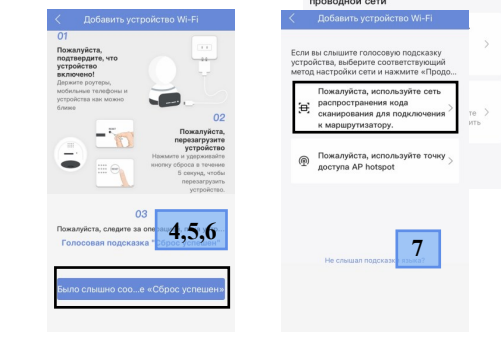 проводной сети
Добавить устройство Wi-Fi
01
Пожалуйста,
подтвердите, что
устройство
включено!
Держите роутеры,
мобильные телефоны и
устройства как можно
ближе
02
Пожалуйста,
перезагрузите
устройство
Нажмите и удерживайте
кнопку сброса в течение
5 секунд, чтобы
перезагрузить
устройство.
03
Пожалуйста, следите за
Голосовая подсказка "Сброс успешен"
4,5,6
Было слышно соо...е «Сброс успешен»
Добавить устройство Wi-Fi
Если вы слышите голосовую подсказку
устройства, выберите соответствующий
метод настройки сети и нажмите «Продо...
Пожалуйста, используйте сеть
распространения кода
сканирования для подключения
к маршрутизатору.
Пожалуйста, используйте точку
доступа AP hotspot
7
Не слышал подсказки языка?